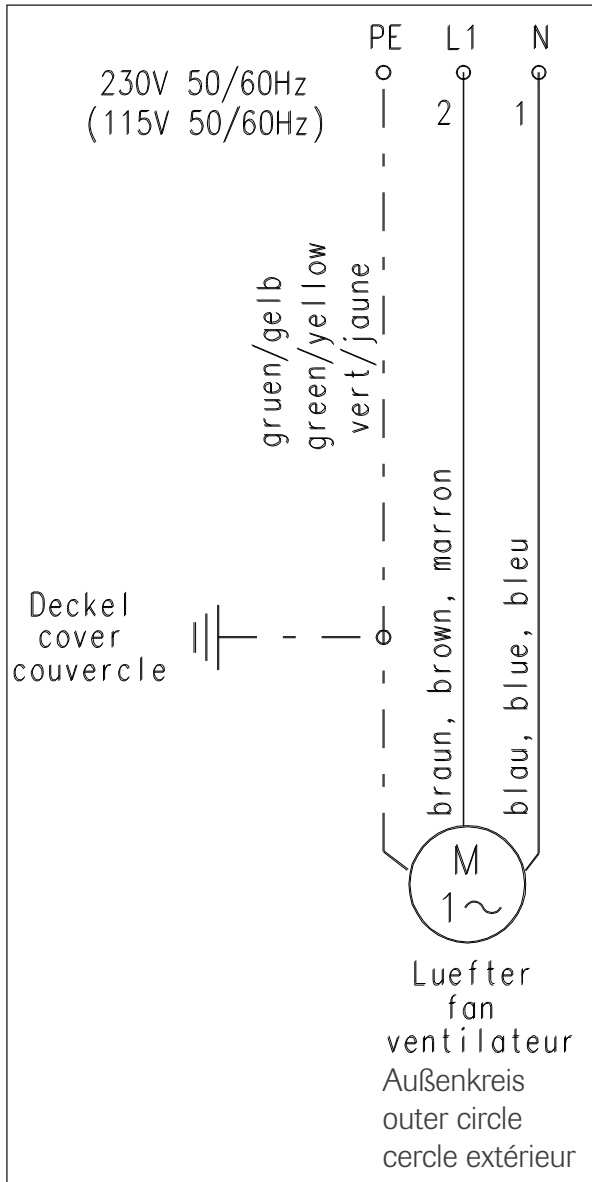 PE L1 N
230V 50/60Hz
(115V 50/60Hz)
2 1
gruen/gelb
green/yellow
vert/jaune
braun, brown, marron
blau, blue, bleu
Deckel
cover
couvercle
M
1~
Luefter
fan
ventilateur
Außenkreis
outer circle
cercle extérieur